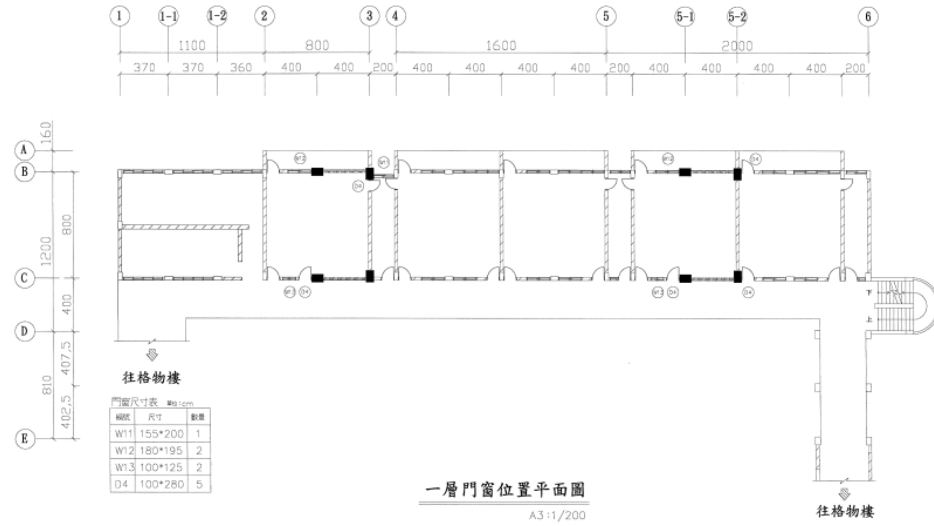 1 1-1 1-2 2 3 4 5 5-1 5-2 6
1100 800 1600 2000
370 370 360 400 400 200 400 400 400 400 200 400 400 400 400 200
A
160
B
W12 W11 W12 D4
D4
800
1200
C
W13 D4 W13 D4 D4
下
400
上
D
407,5
往格物樓
810
402,5
門窗尺寸表 單位:cm
編號 尺寸 數量
W11 155*200 1
W12 180*195 2
W13 100*125 2
D4 100*280 5
E
一層門窗位置平面圖
A3:1/200
往格物樓